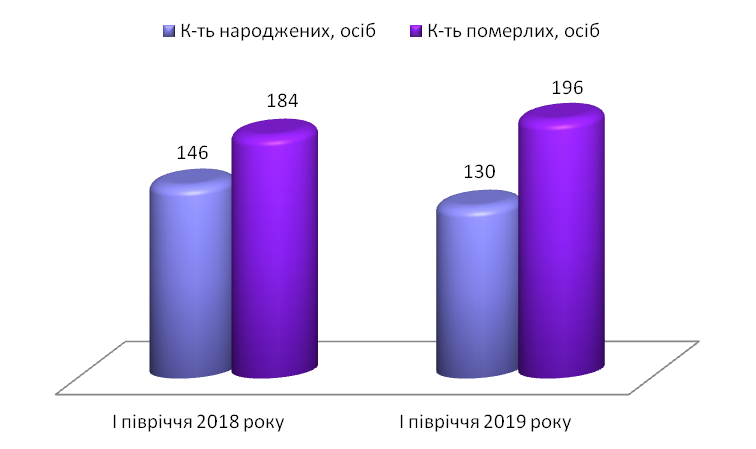 К-ть народжених, осіб
К-ть померлих, осіб
184
196
146
130
І півріччя 2018 року
І півріччя 2019 року